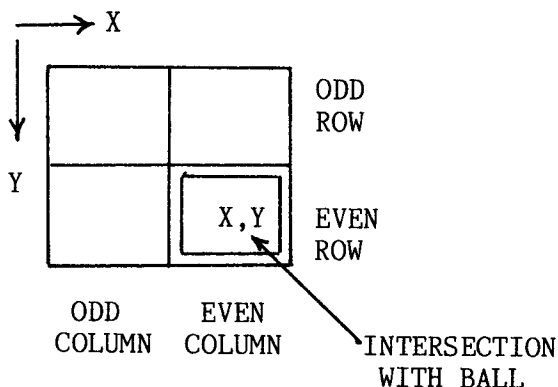 X
Y
ODD
ROW
X,Y
EVEN
ROW
ODD
COLUMN
EVEN
COLUMN
INTERSECTION
WITH BALL